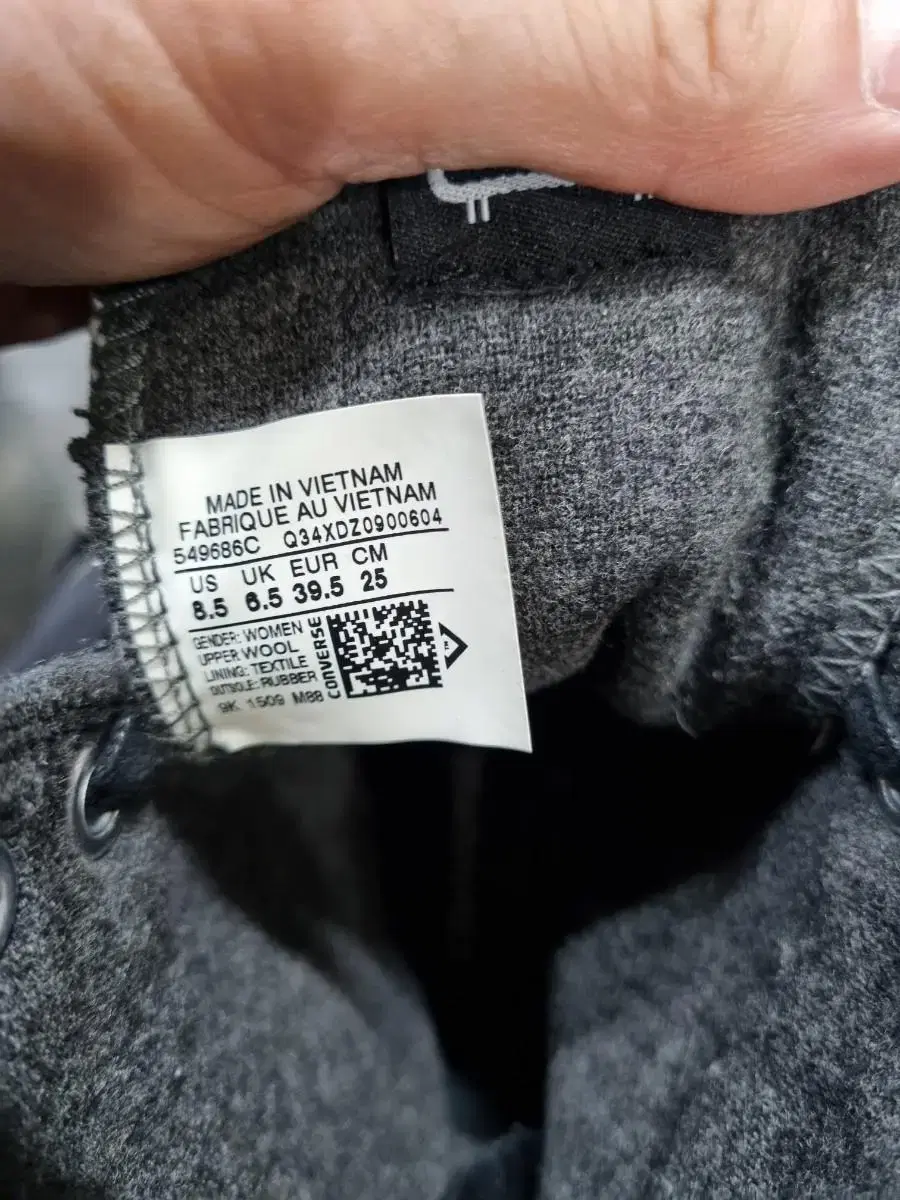 MADE IN VIETNAM
FABRIQUE AU VIETNAM
549686C Q34XDZ0900604
US UK EUR CM
8.5 6.5 39.5 25
GENDER: WOMEN
UPPER: WOOL
LINING: TEXTILE
OUTSOLE: RUBBER
9K 1509 M88
CONVERSE